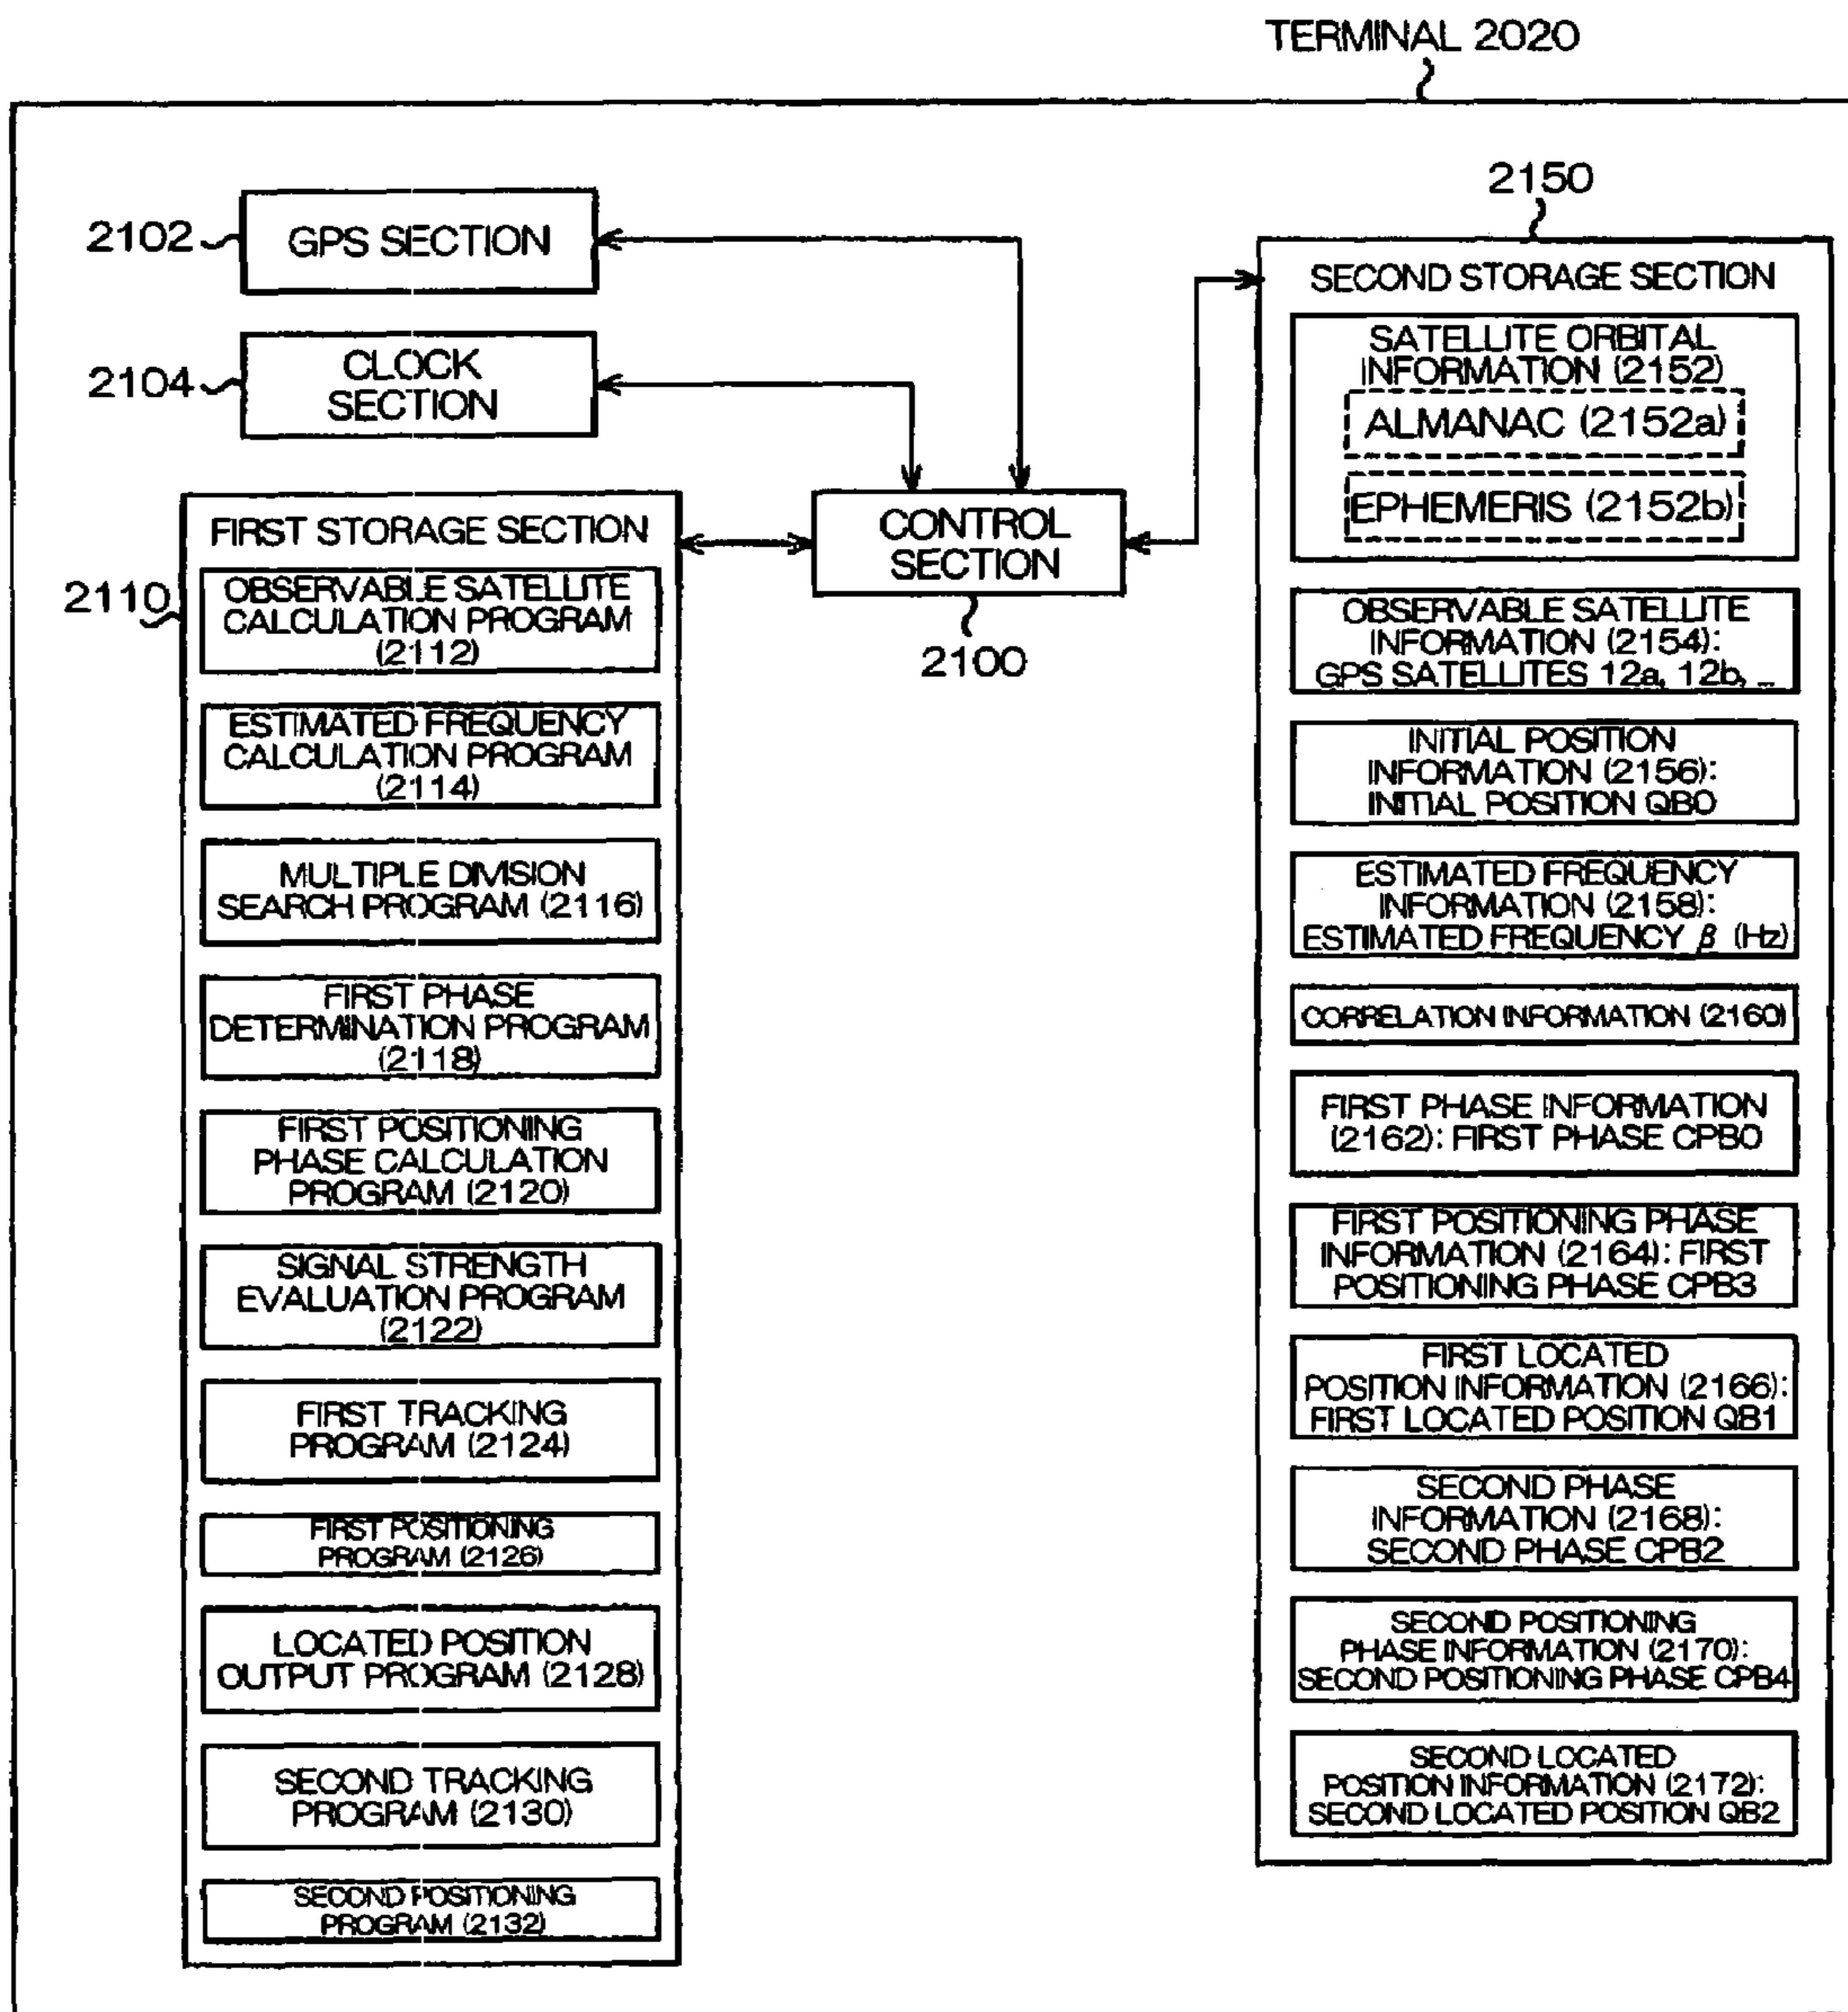 TERMINAL 2020
2102
GPS SECTION
2104
CLOCK
SECTION
2110
FIRST STORAGE SECTION
OBSERVABLE SATELLITE
CALCULATION PROGRAM
(2112)
ESTIMATED FREQUENCY
CALCULATION PROGRAM
(2114)
MULTIPLE DIVISION
SEARCH PROGRAM (2116)
FIRST PHASE
DETERMINATION PROGRAM
(2118)
FIRST POSITIONING
PHASE CALCULATION
PROGRAM (2120)
SIGNAL STRENGTH
EVALUATION PROGRAM
(2122)
FIRST TRACKING
PROGRAM (2124)
FIRST POSITIONING
PROGRAM (2126)
LOCATED POSITION
OUTPUT PROGRAM (2128)
SECOND TRACKING
PROGRAM (2130)
SECOND POSITIONING
PROGRAM (2132)
CONTROL
SECTION
2100
2150
SECOND STORAGE SECTION
SATELLITE ORBITAL
INFORMATION (2152)
ALMANAC (2152a)
EPHEMERIS (2152b)
OBSERVABLE SATELLITE
INFORMATION (2154):
GPS SATELLITES 12a, 12b, ...
INITIAL POSITION
INFORMATION (2156):
INITIAL POSITION QB0
ESTIMATED FREQUENCY
INFORMATION (2158):
ESTIMATED FREQUENCY β (Hz)
CORRELATION INFORMATION (2160)
FIRST PHASE INFORMATION
(2162): FIRST PHASE CPB0
FIRST POSITIONING PHASE
INFORMATION (2164): FIRST
POSITIONING PHASE CPB3
FIRST LOCATED
POSITION INFORMATION (2166):
FIRST LOCATED POSITION QB1
SECOND PHASE
INFORMATION (2168):
SECOND PHASE CPB2
SECOND POSITIONING
PHASE INFORMATION (2170):
SECOND POSITIONING PHASE CPB4
SECOND LOCATED
POSITION INFORMATION (2172):
SECOND LOCATED POSITION QB2